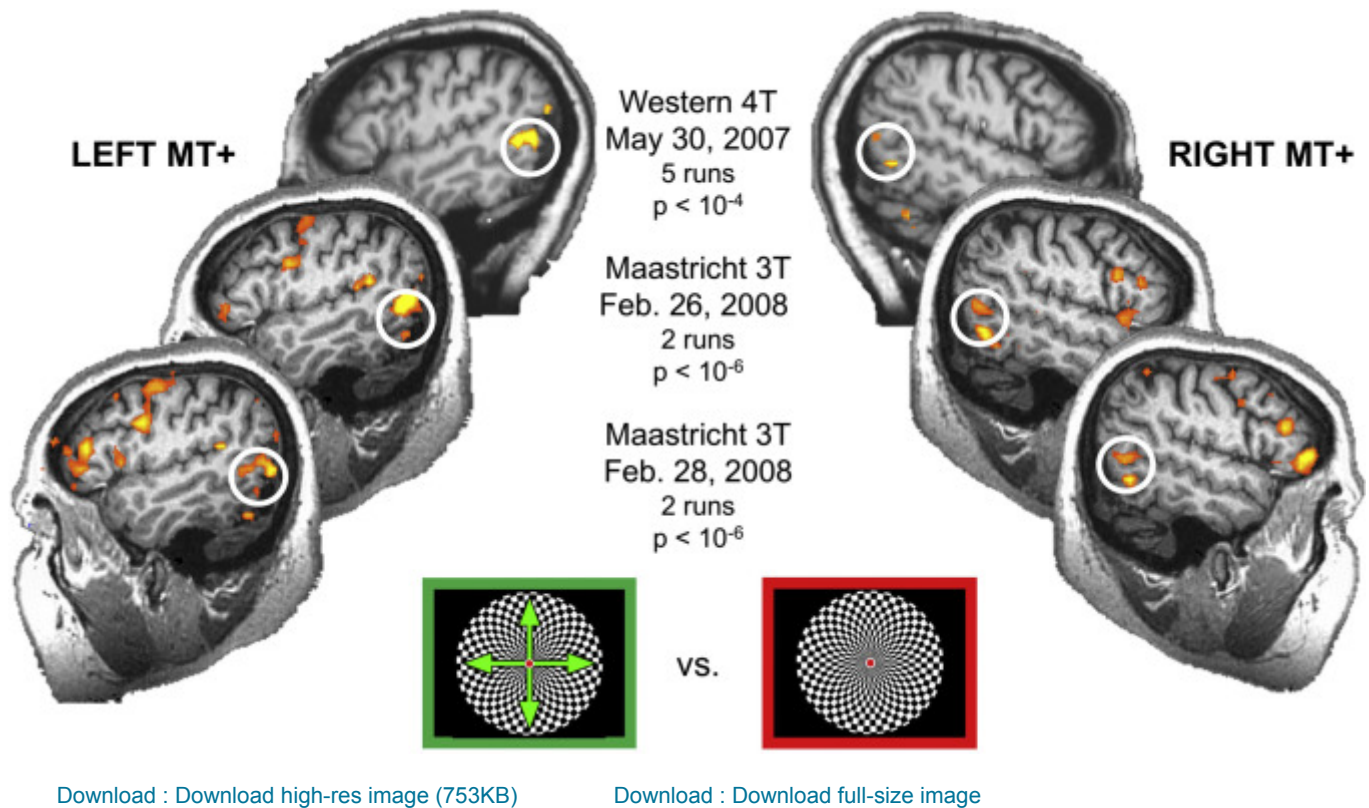 LEFT MT+
Western 4T
May 30, 2007
5 runs
p < 10-4
RIGHT MT+
Maastricht 3T
Feb. 26, 2008
2 runs
p < 10-6
Maastricht 3T
Feb. 28, 2008
2 runs
p < 10-6
vs.
Download : Download high-res image (753KB)
Download : Download full-size image